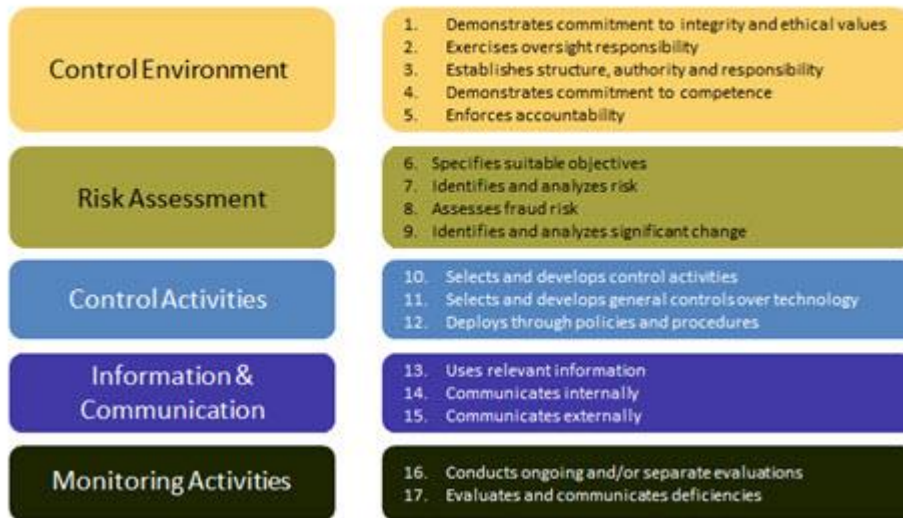 Control Environment
1. Demonstrates commitment to integrity and ethical values
2. Exercises oversight responsibility
3. Establishes structure, authority and responsibility
4. Demonstrates commitment to competence
5. Enforces accountability
Risk Assessment
6. Specifies suitable objectives
7. Identifies and analyzes risk
8. Assesses fraud risk
9. Identifies and analyzes significant change
Control Activities
10. Selects and develops control activities
11. Selects and develops general controls over technology
12. Deploys through policies and procedures
Information &
Communication
13. Uses relevant information
14. Communicates internally
15. Communicates externally
Monitoring Activities
16. Conducts ongoing and/or separate evaluations
17. Evaluates and communicates deficiencies